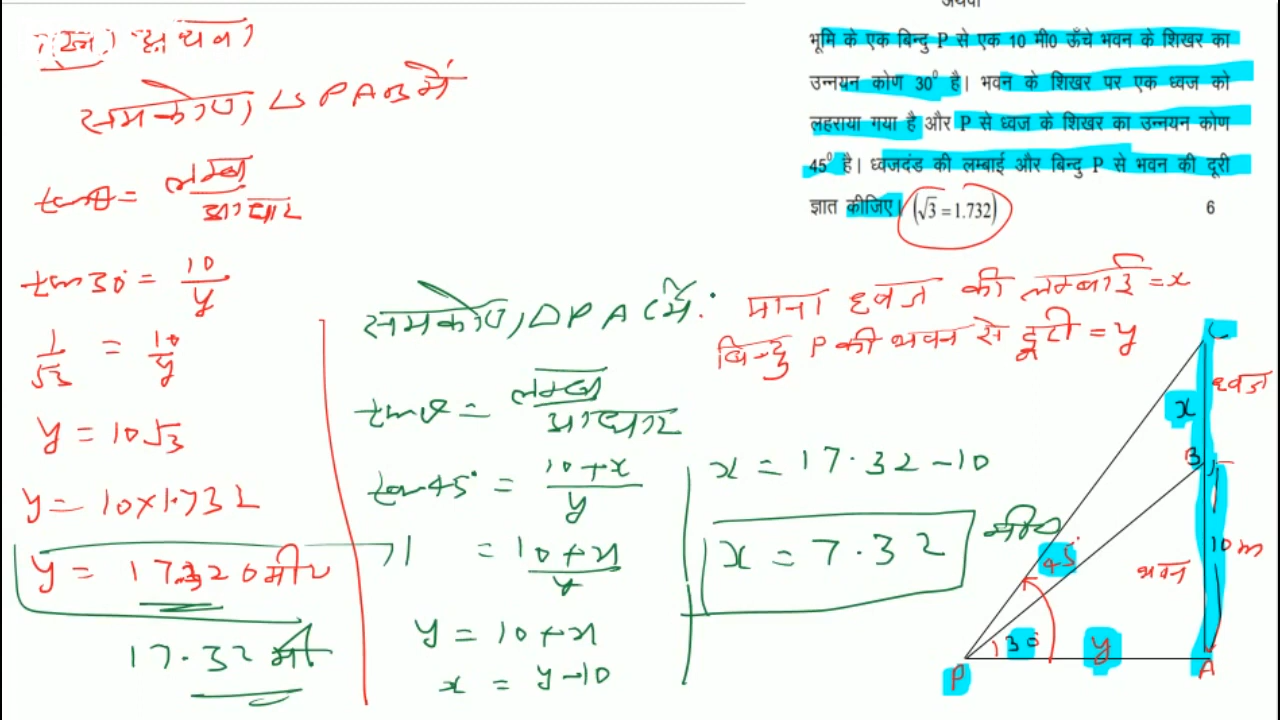 अथवा
भूमि के एक बिन्दु P से एक 10 मी0 ऊँचे भवन के शिखर का
उन्नयन कोण 30° है। भवन के शिखर पर एक ध्वज को
लहराया गया है और P से ध्वज के शिखर का उन्नयन कोण
45° है। ध्वजदंड की लम्बाई और बिन्दु P से भवन की दूरी
ज्ञात कीजिए। (√3 = 1.732) 6
(ख) अथवा
समकोण △ PAB में
tanθ = लम्ब/आधार
tan30° = 10/y
1/√3 = 10/y
y = 10√3
y = 10×1.732
y = 17.320 मी०
17.32 मी
समकोण △ PAC में:
tanθ = लम्ब/आधार
tan45° = 10+x/y
1 = 10+x/y
y = 10+x
x = y-10
माना ध्वज की लम्बाई = x
बिन्दु P की भवन से दूरी = y
x = 17.32-10
x = 7.32 मी०
C
ध्वज
x
B
10m
भवन
45°
30°
y
P
A